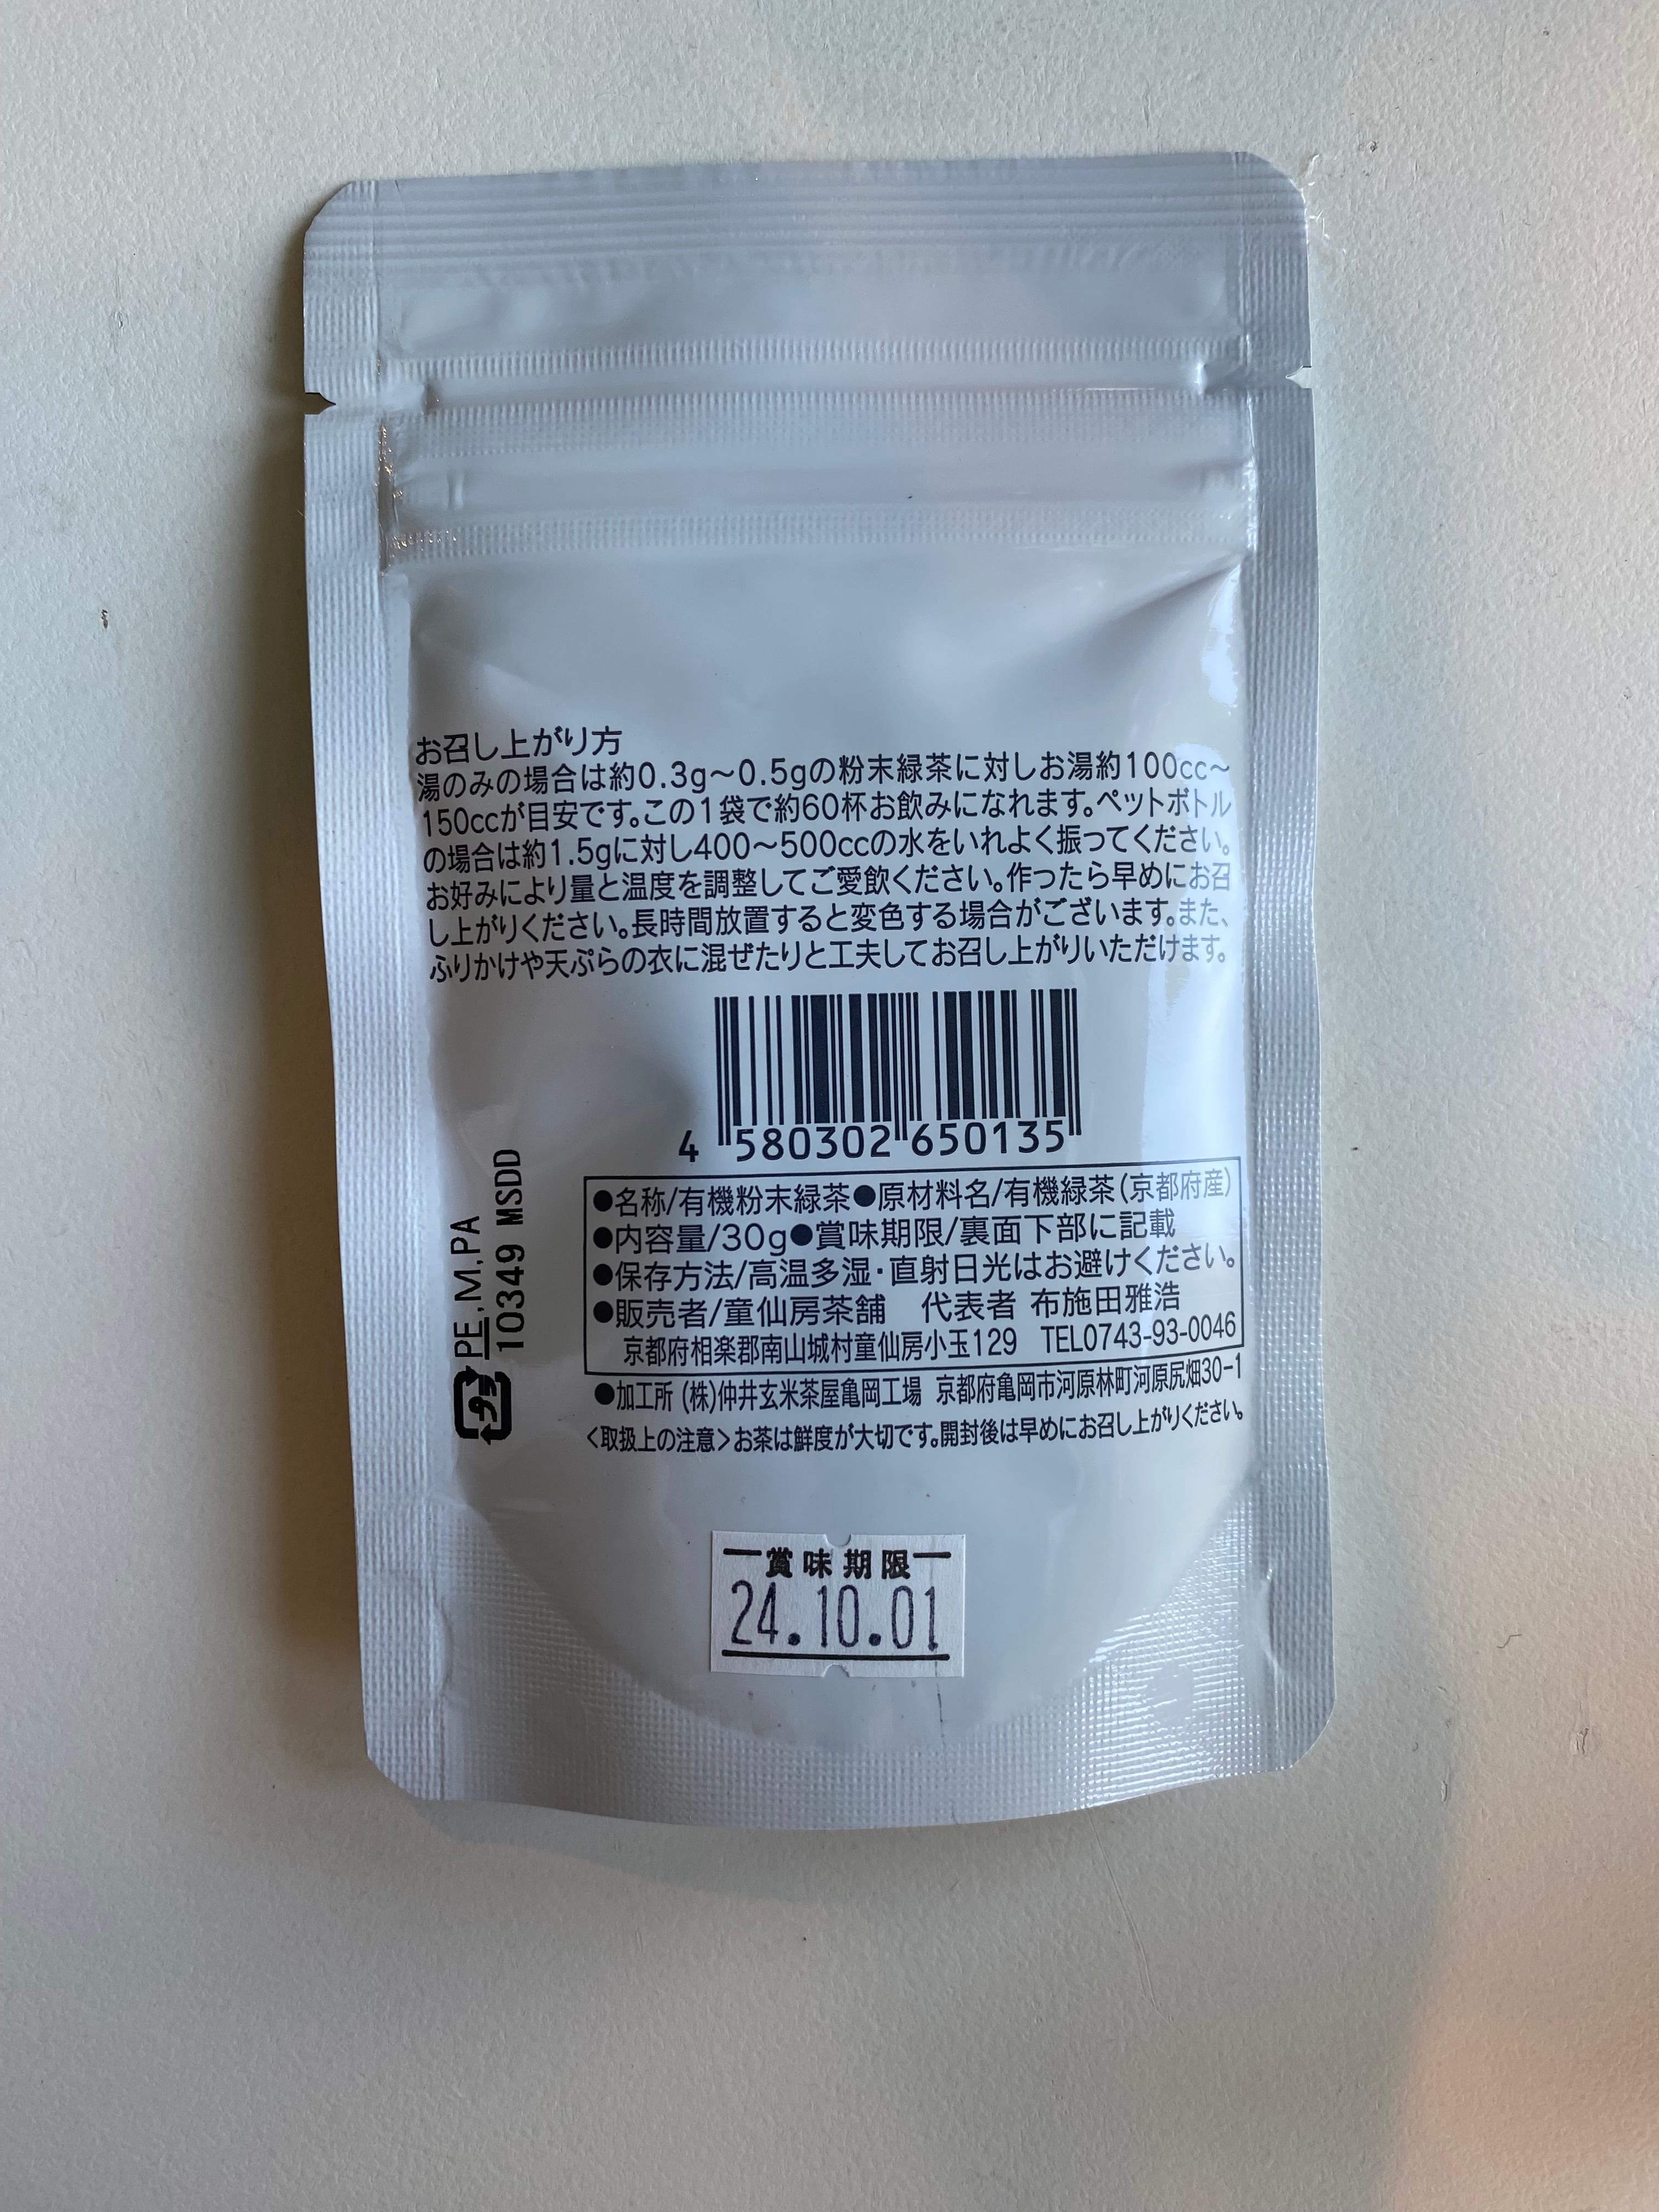 お召し上がり方
湯のみの場合は約0.3g～0.5gの粉末緑茶に対しお湯約100cc～
150ccが目安です。この1袋で約60杯お飲みになれます。ペットボトル
の場合は約1.5gに対し400～500ccの水をいれよく振ってください。
お好みにより量と温度を調整してご愛飲ください。作ったら早めにお召
し上がりください。長時間放置すると変色する場合がございます。また、
ふりかけや天ぷらの衣に混ぜたりと工夫してお召し上がりいただけます。
4 580302 650135
●名称/有機粉末緑茶●原材料名/有機緑茶(京都府産)
●内容量/30g●賞味期限/裏面下部に記載
●保存方法/高温多湿・直射日光はお避けください。
●販売者/童仙房茶舗　代表者 布施田雅浩
京都府相楽郡南山城村童仙房小玉129　TEL0743-93-0046
●加工所 (株)仲井玄米茶屋亀岡工場 京都府亀岡市河原林町河原尻畑30-1
<取扱上の注意>お茶は鮮度が大切です。開封後は早めにお召し上がりください。
プラ PE,M,PA
10349 MSDD
賞味期限
24.10.01